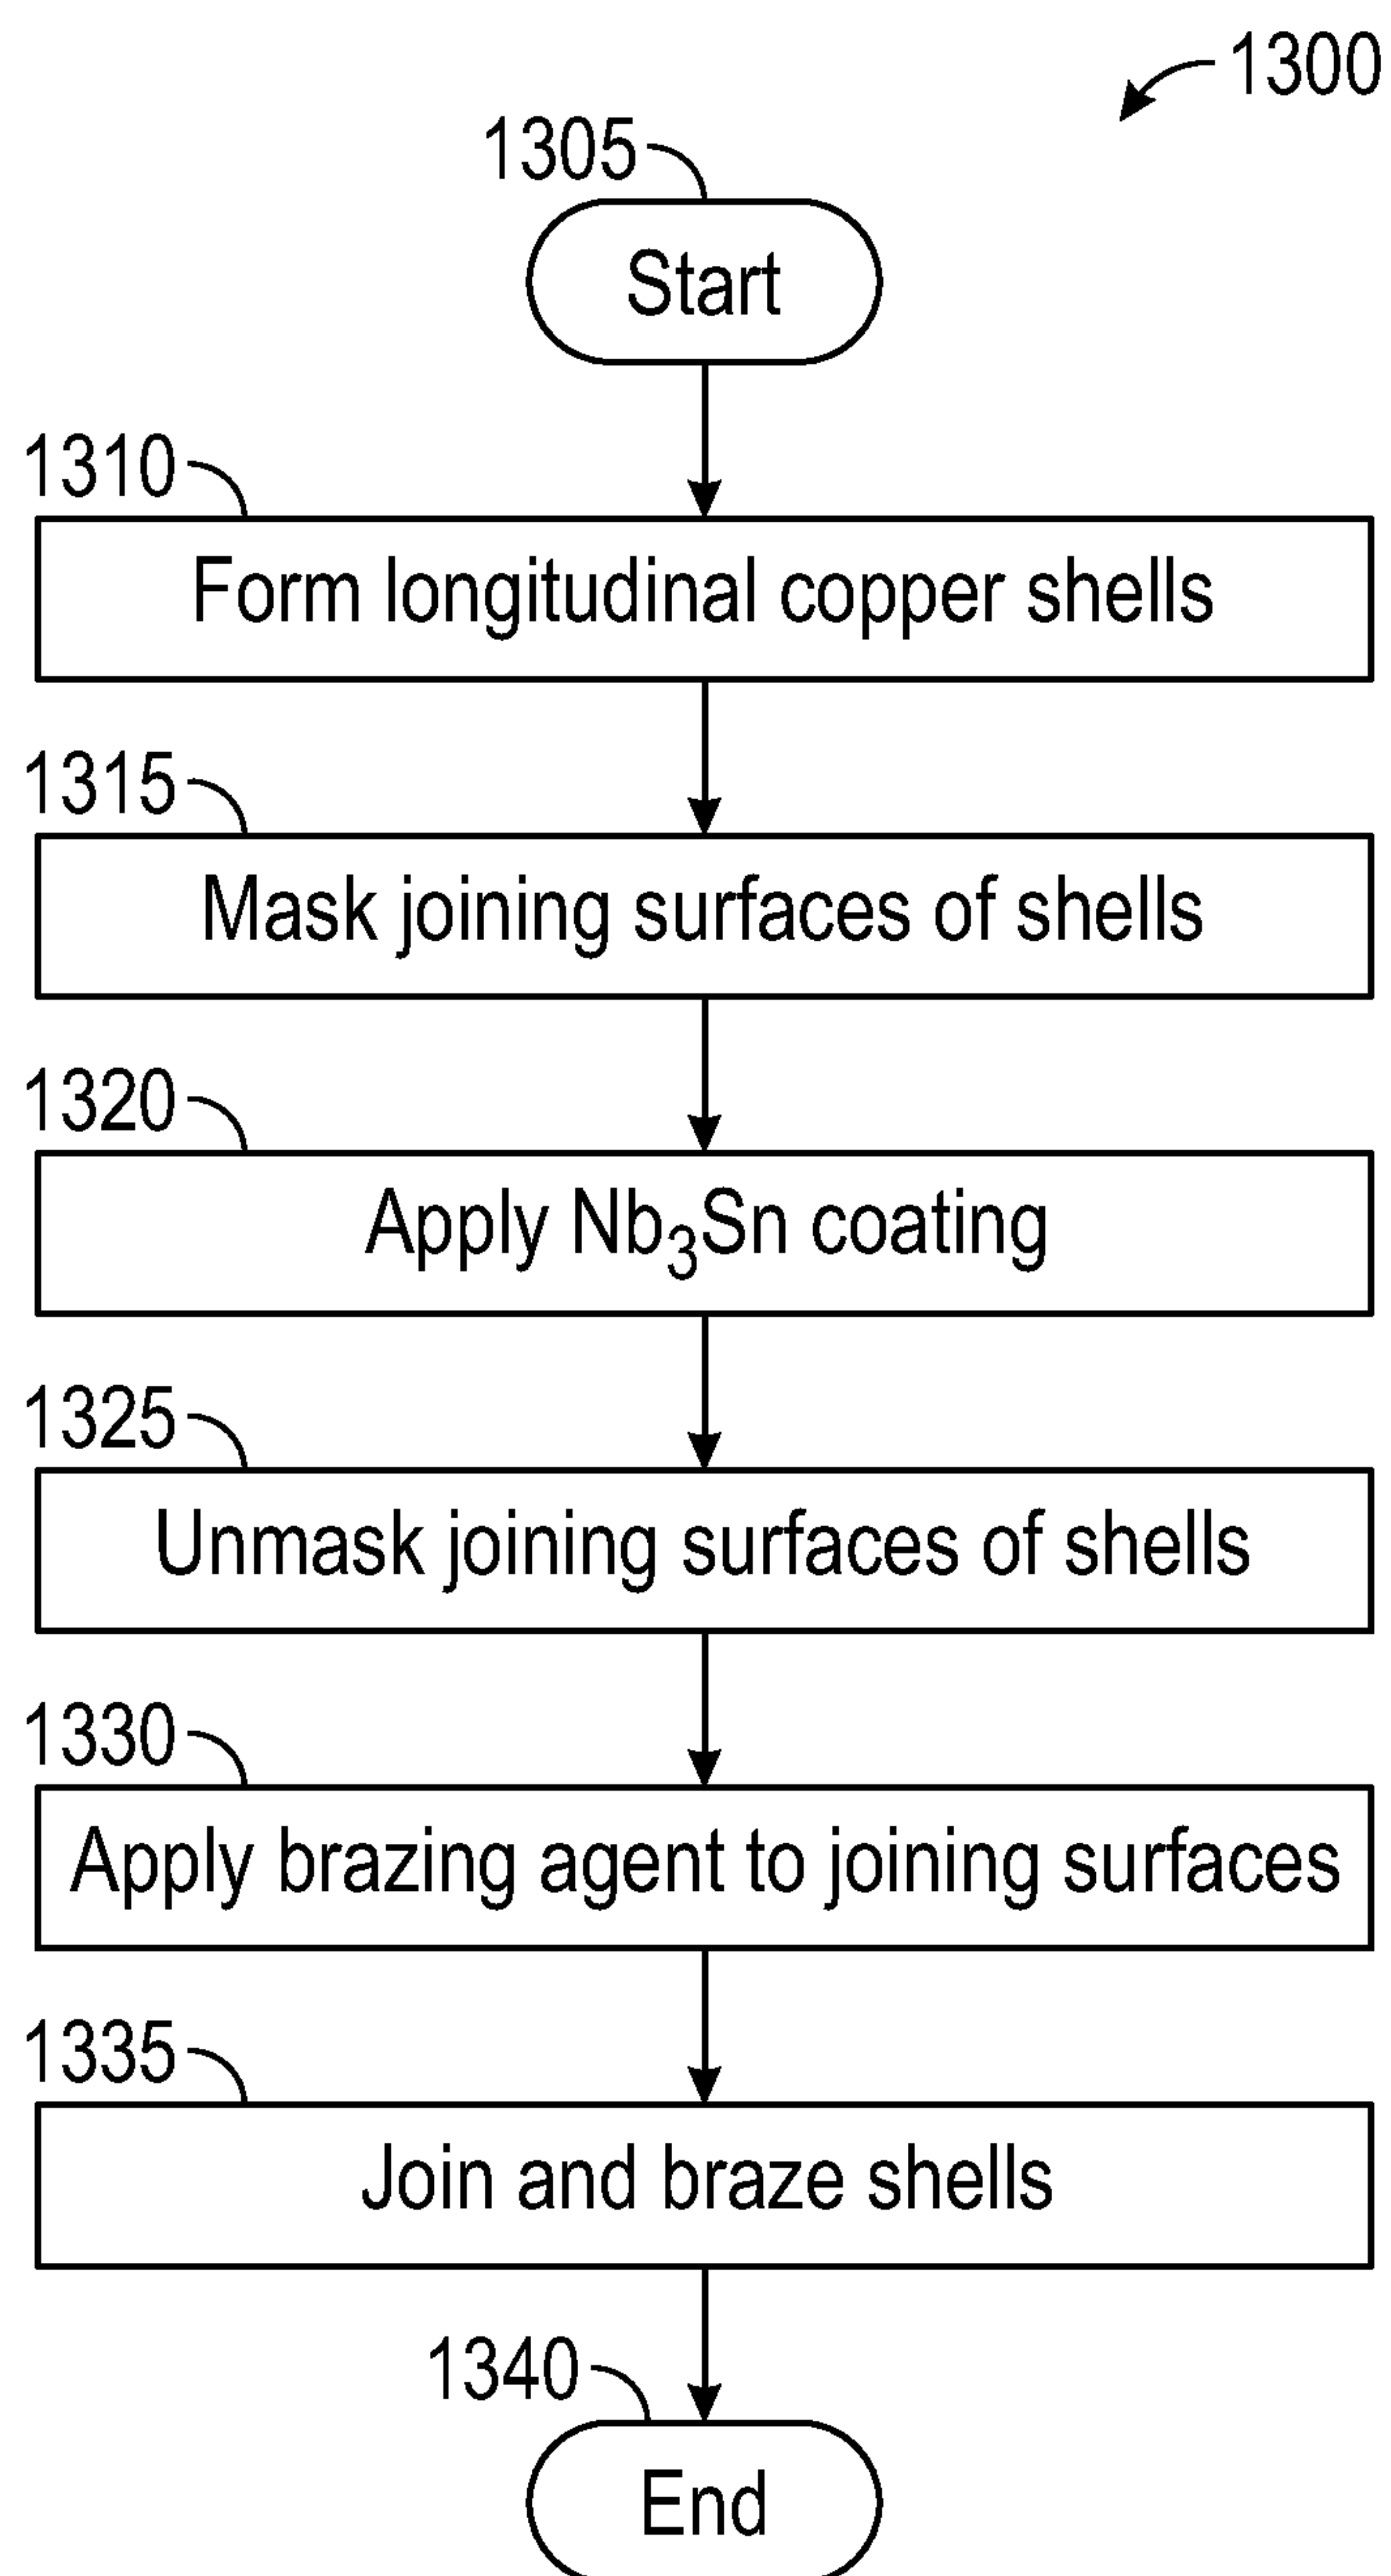 1300
1305
Start
1310
Form longitudinal copper shells
1315
Mask joining surfaces of shells
1320
Apply Nb₃Sn coating
1325
Unmask joining surfaces of shells
1330
Apply brazing agent to joining surfaces
1335
Join and braze shells
1340
End